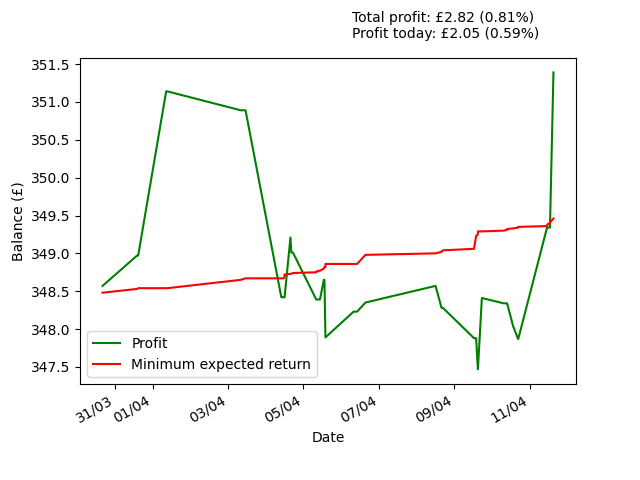 Total profit: £2.82 (0.81%)
Profit today: £2.05 (0.59%)
351.5
351.0
350.5
350.0
349.5
349.0
348.5
348.0
347.5
Balance (£)
Profit
Minimum expected return
31/03 01/04 03/04 05/04 07/04 09/04 11/04
Date